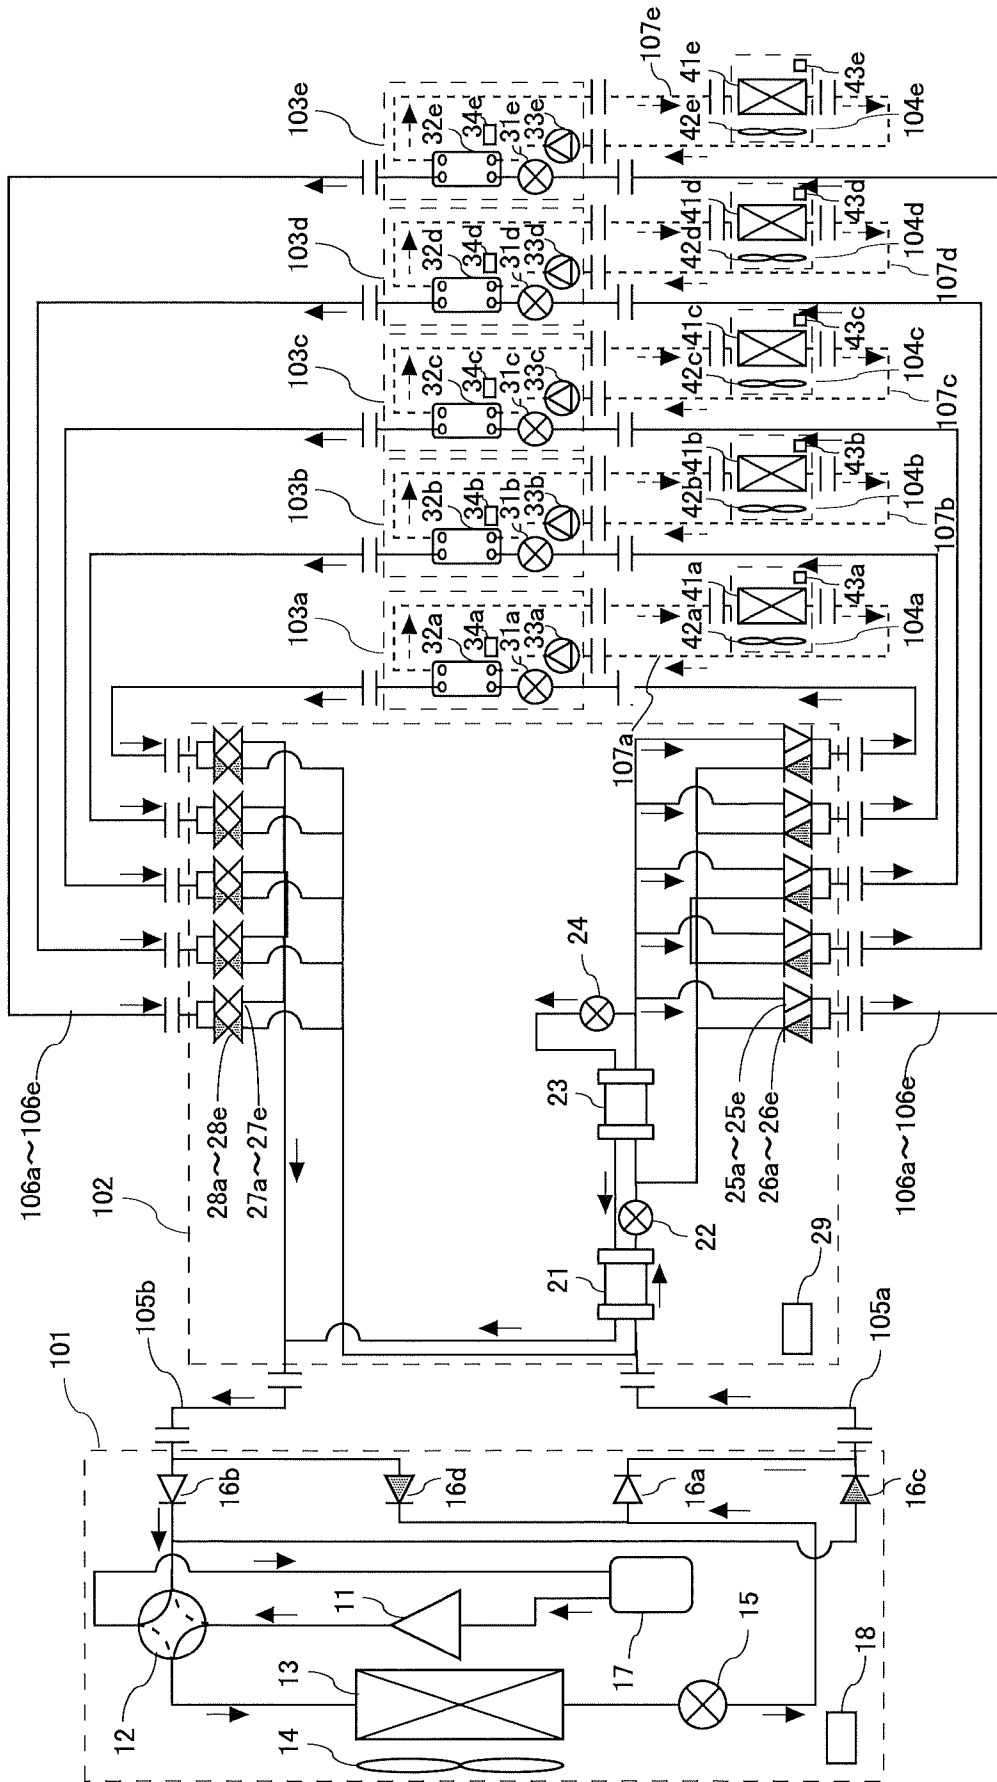 103e
107e
41e
43e
32e
34e
31e
33e
42e
104e
103d
32d
34d
31d
33d
41d
42d
43d
104d
107d
103c
32c
34c
31c
33c
41c
42c
43c
104c
107c
103b
32b
34b
31b
33b
41b
42b
43b
104b
107b
103a
32a
34a
31a
33a
41a
42a
43a
104a
107a
24
23
22
21
106a～106e
28a～28e
27a～27e
25a～25e
26a～26e
106a～106e
102
29
105b
105a
101
16b
16d
16a
16c
11
12
13
14
17
15
18